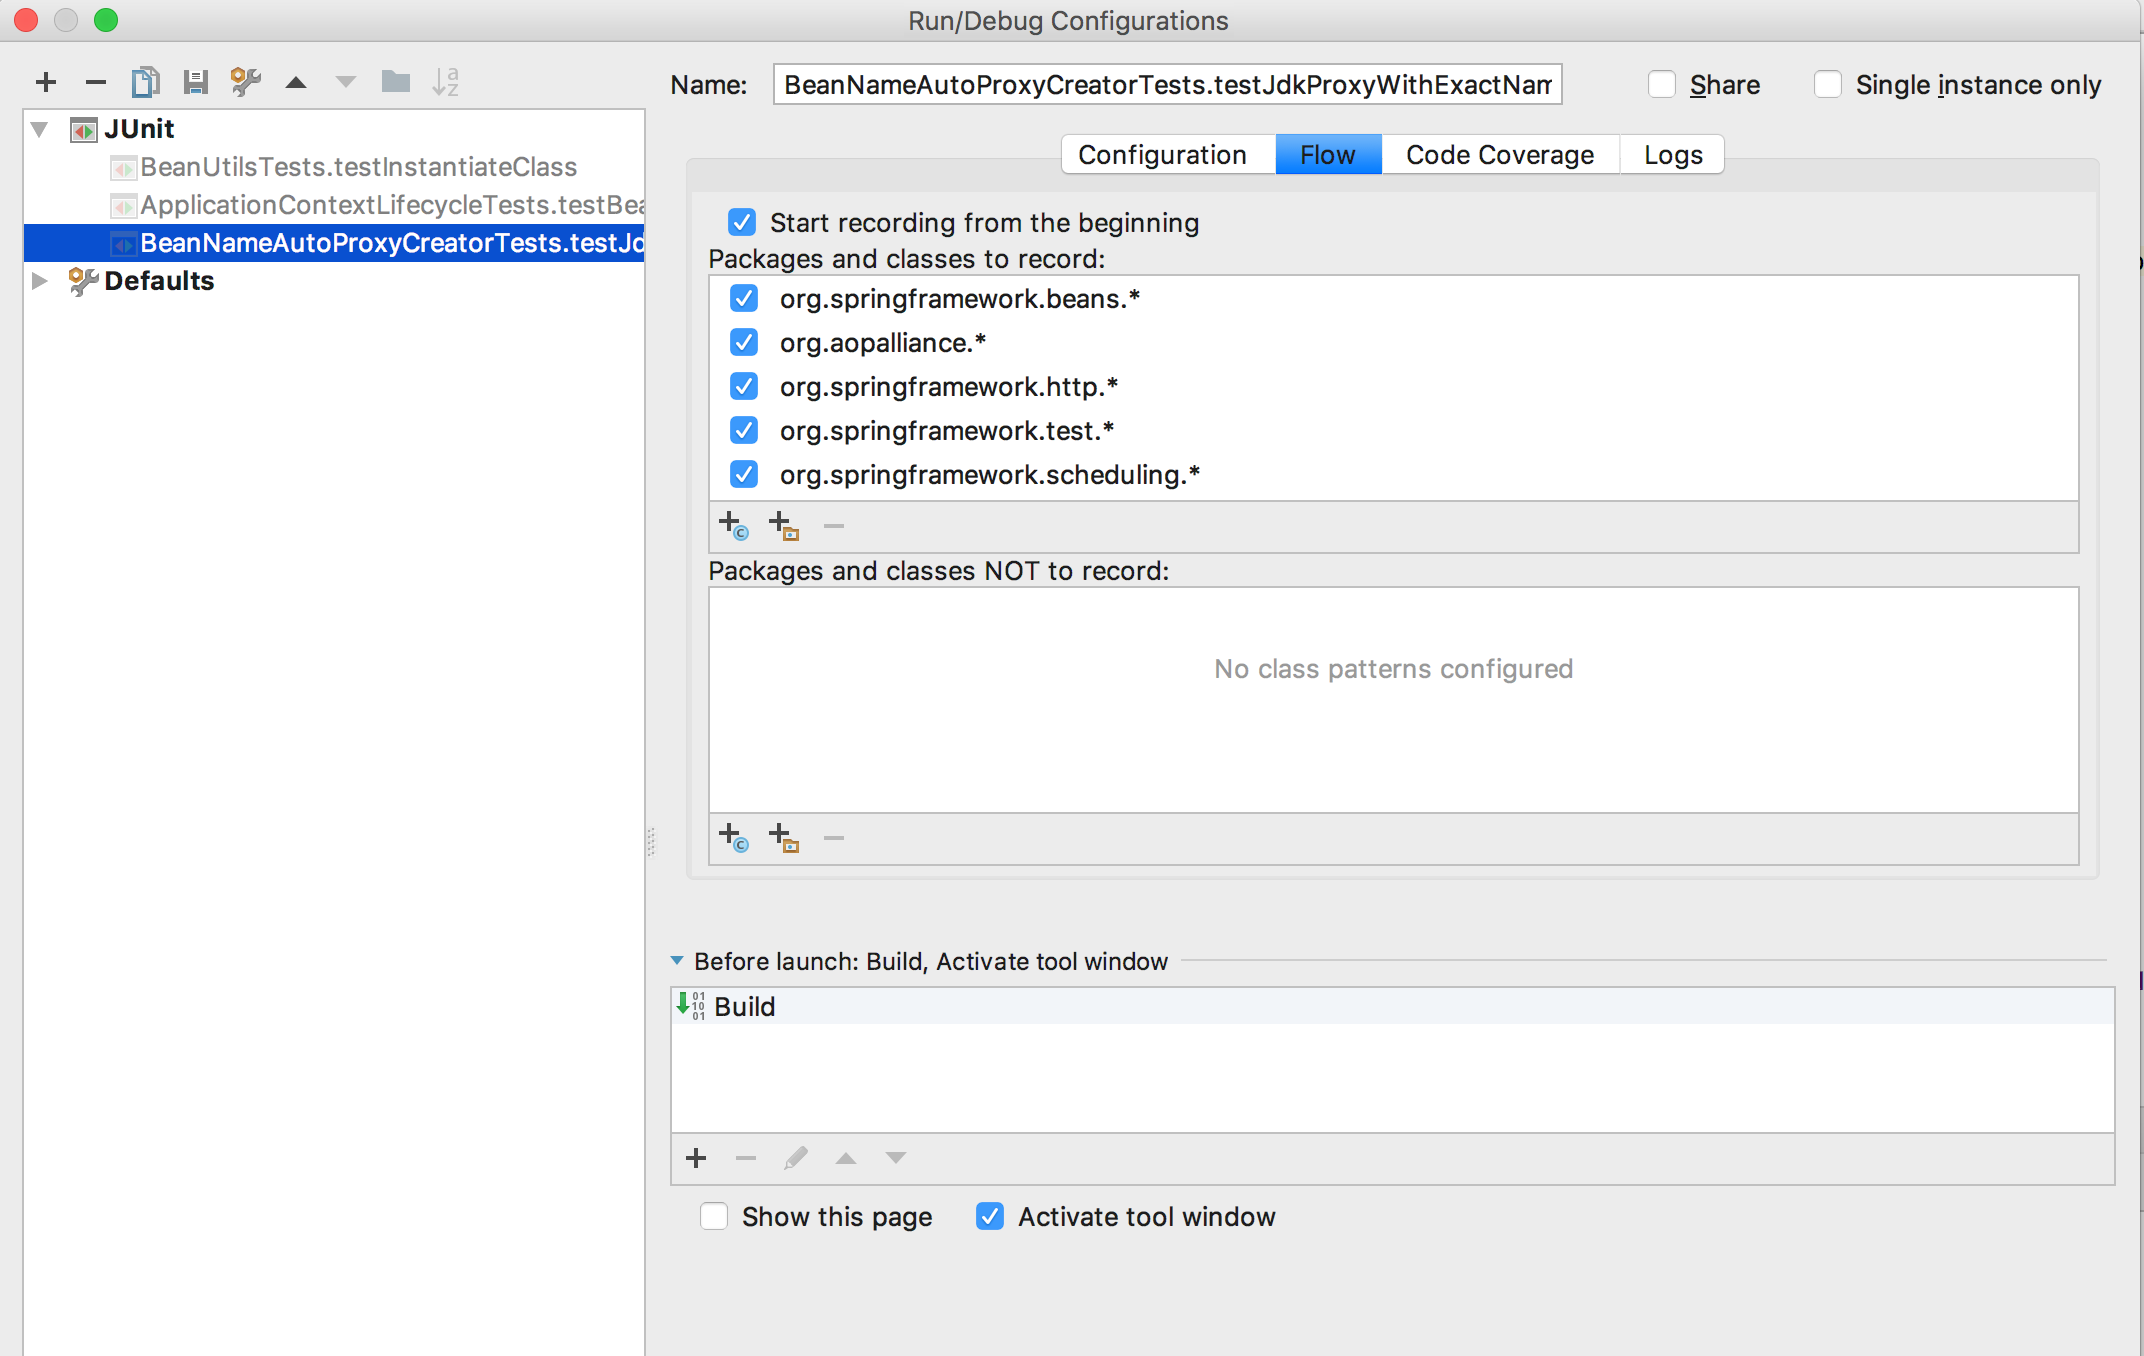 Run/Debug Configurations
Name: BeanNameAutoProxyCreatorTests.testJdkProxyWithExactNam
Share
Single instance only
JUnit
BeanUtilsTests.testInstantiateClass
ApplicationContextLifecycleTests.testBea
BeanNameAutoProxyCreatorTests.testJd
Defaults
Configuration
Flow
Code Coverage
Logs
Start recording from the beginning
Packages and classes to record:
org.springframework.beans.*
org.aopalliance.*
org.springframework.http.*
org.springframework.test.*
org.springframework.scheduling.*
Packages and classes NOT to record:
No class patterns configured
Before launch: Build, Activate tool window
Build
Show this page
Activate tool window